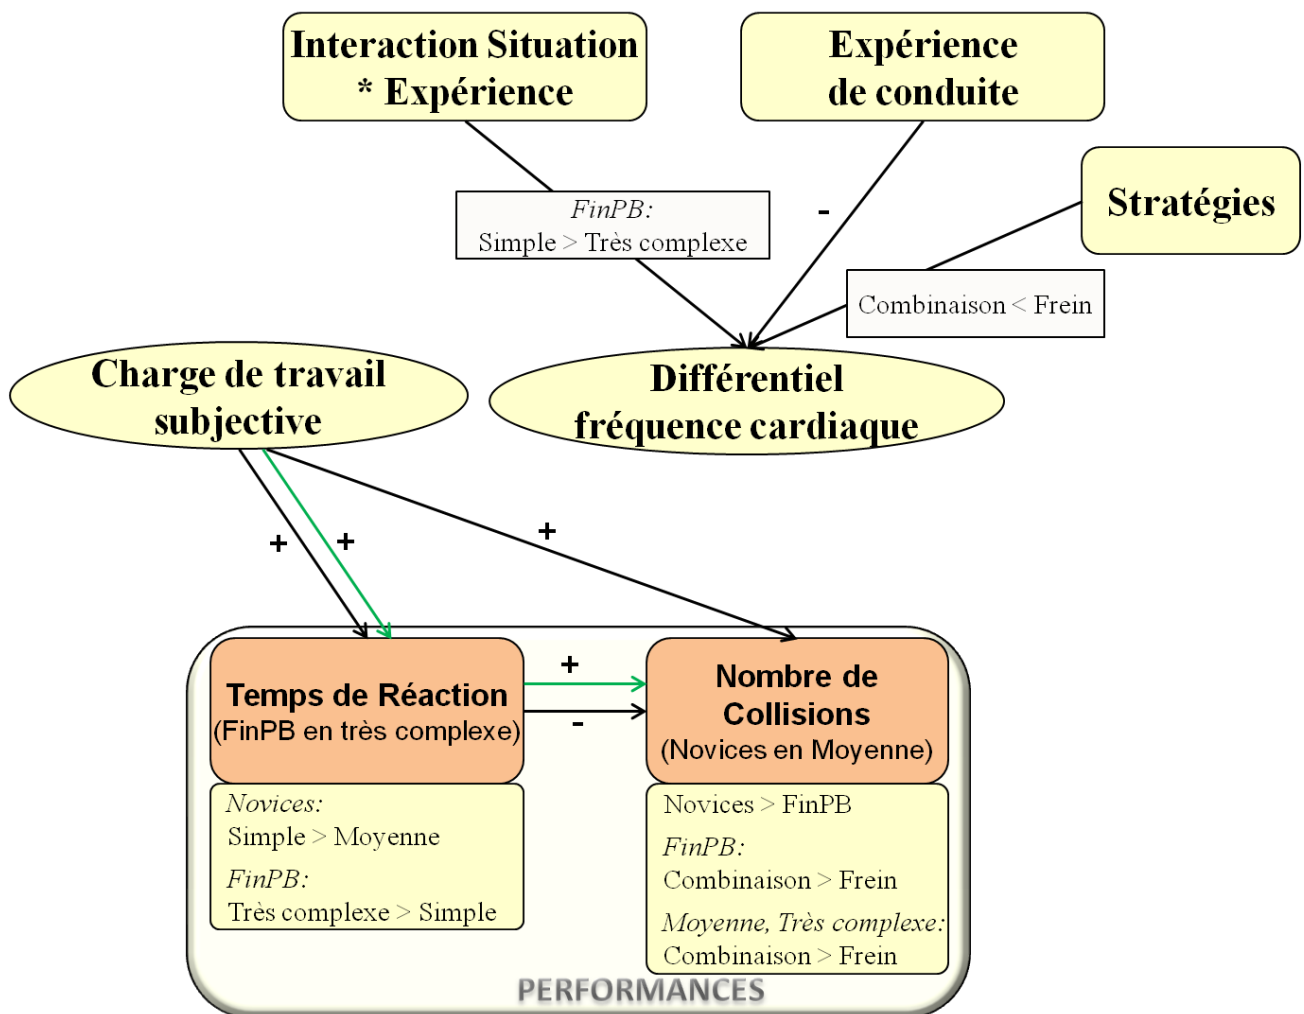 Interaction Situation
* Expérience
Expérience
de conduite
Stratégies
FinPB:
Simple > Très complexe
-
Combinaison < Frein
Charge de travail
subjective
Différentiel
fréquence cardiaque
+
+
+
Temps de Réaction
(FinPB en très complexe)
+
-
Nombre de
Collisions
(Novices en Moyenne)
Novices:
Simple > Moyenne
FinPB:
Très complexe > Simple
Novices > FinPB
FinPB:
Combinaison > Frein
Moyenne, Très complexe:
Combinaison > Frein
PERFORMANCES